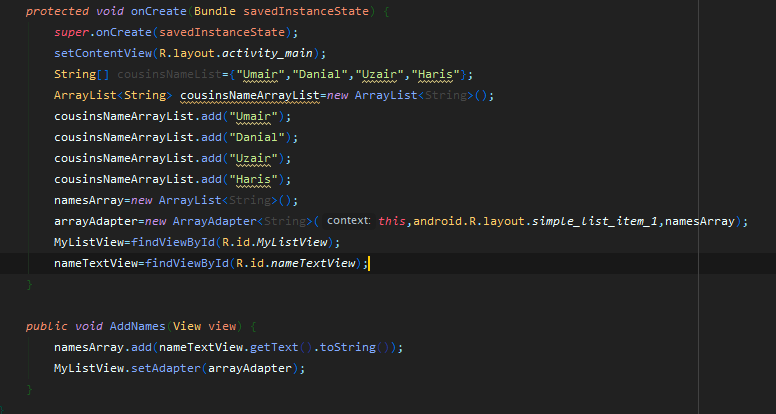 protected void onCreate(Bundle savedInstanceState) {
super.onCreate(savedInstanceState);
setContentView(R.layout.activity_main);
String[] cousinsNameList={"Umair","Danial","Uzair","Haris"};
ArrayList<String> cousinsNameArrayList=new ArrayList<String>();
cousinsNameArrayList.add("Umair");
cousinsNameArrayList.add("Danial");
cousinsNameArrayList.add("Uzair");
cousinsNameArrayList.add("Haris");
namesArray=new ArrayList<String>();
arrayAdapter=new ArrayAdapter<String>( context: this,android.R.layout.simple_list_item_1,namesArray);
MyListView=findViewById(R.id.MyListView);
nameTextView=findViewById(R.id.nameTextView);
}
public void AddNames(View view) {
namesArray.add(nameTextView.getText().toString());
MyListView.setAdapter(arrayAdapter);
}
}